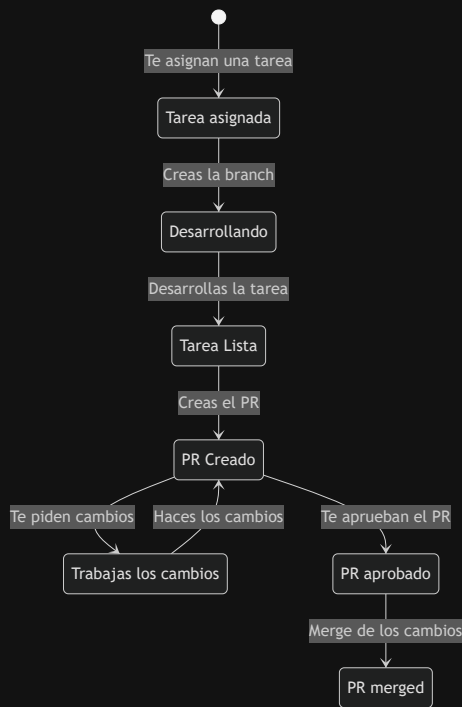 Te asignan una tarea
Tarea asignada
Creas la branch
Desarrollando
Desarrollas la tarea
Tarea Lista
Creas el PR
PR Creado
Te piden cambios
Haces los cambios
Te aprueban el PR
Trabajas los cambios
PR aprobado
Merge de los cambios
PR merged